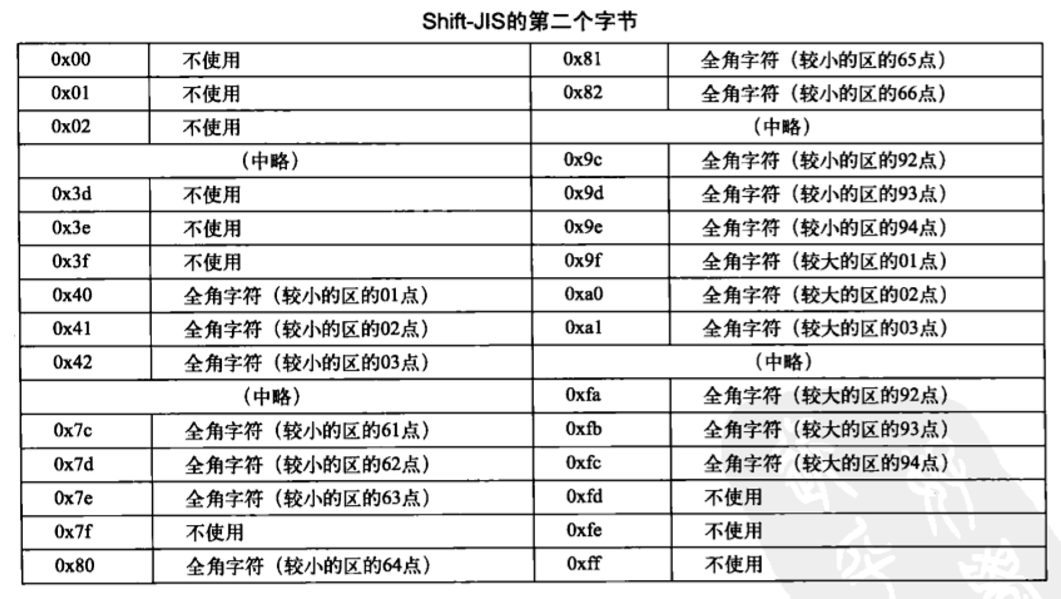 Shift-JIS的第二个字节
0x00 不使用
0x01 不使用
0x02 不使用
(中略)
0x3d 不使用
0x3e 不使用
0x3f 不使用
0x40 全角字符（较小的区的01点）
0x41 全角字符（较小的区的02点）
0x42 全角字符（较小的区的03点）
(中略)
0x7c 全角字符（较小的区的61点）
0x7d 全角字符（较小的区的62点）
0x7e 全角字符（较小的区的63点）
0x7f 不使用
0x80 全角字符（较小的区的64点）
0x81 全角字符（较小的区的65点）
0x82 全角字符（较小的区的66点）
(中略)
0x9c 全角字符（较小的区的92点）
0x9d 全角字符（较小的区的93点）
0x9e 全角字符（较小的区的94点）
0x9f 全角字符（较大的区的01点）
0xa0 全角字符（较大的区的02点）
0xa1 全角字符（较大的区的03点）
(中略)
0xfa 全角字符（较大的区的92点）
0xfb 全角字符（较大的区的93点）
0xfc 全角字符（较大的区的94点）
0xfd 不使用
0xfe 不使用
0xff 不使用